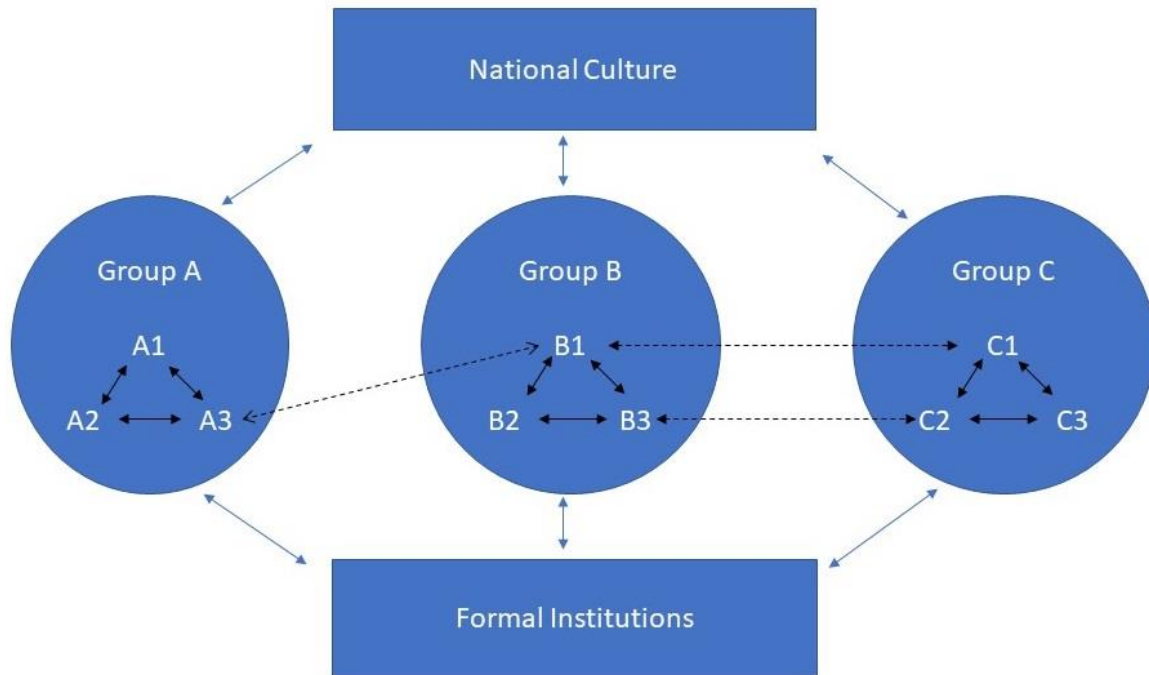 National Culture
Group A
Group B
Group C
A1
B1
C1
A2
A3
B2
B3
C2
C3
Formal Institutions